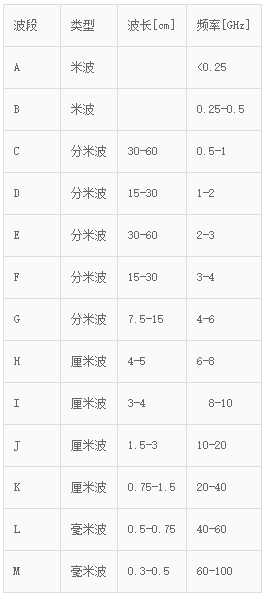 波段 类型 波长[cm] 频率[GHz]
A 米波 <0.25
B 米波 0.25-0.5
C 分米波 30-60 0.5-1
D 分米波 15-30 1-2
E 分米波 30-60 2-3
F 分米波 15-30 3-4
G 分米波 7.5-15 4-6
H 厘米波 4-5 6-8
I 厘米波 3-4 8-10
J 厘米波 1.5-3 10-20
K 厘米波 0.75-1.5 20-40
L 毫米波 0.5-0.75 40-60
M 毫米波 0.3-0.5 60-100